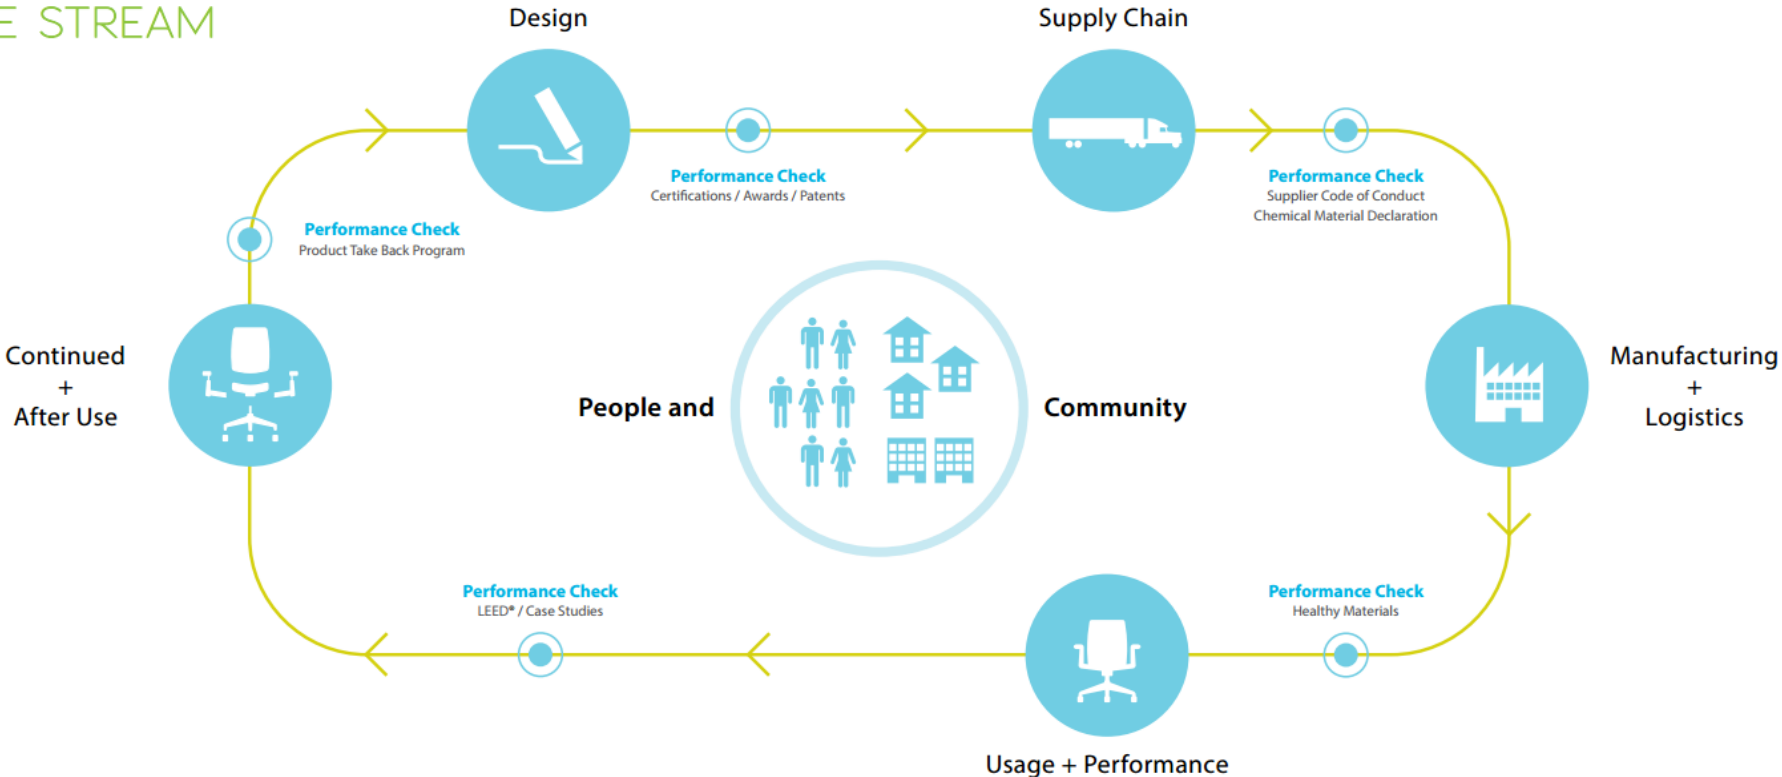 E STREAM
Design
Supply Chain
Performance Check
Certifications / Awards / Patents
Performance Check
Supplier Code of Conduct
Chemical Material Declaration
Performance Check
Product Take Back Program
Continued
+
After Use
People and
Community
Manufacturing
+
Logistics
Performance Check
LEED® / Case Studies
Performance Check
Healthy Materials
Usage + Performance